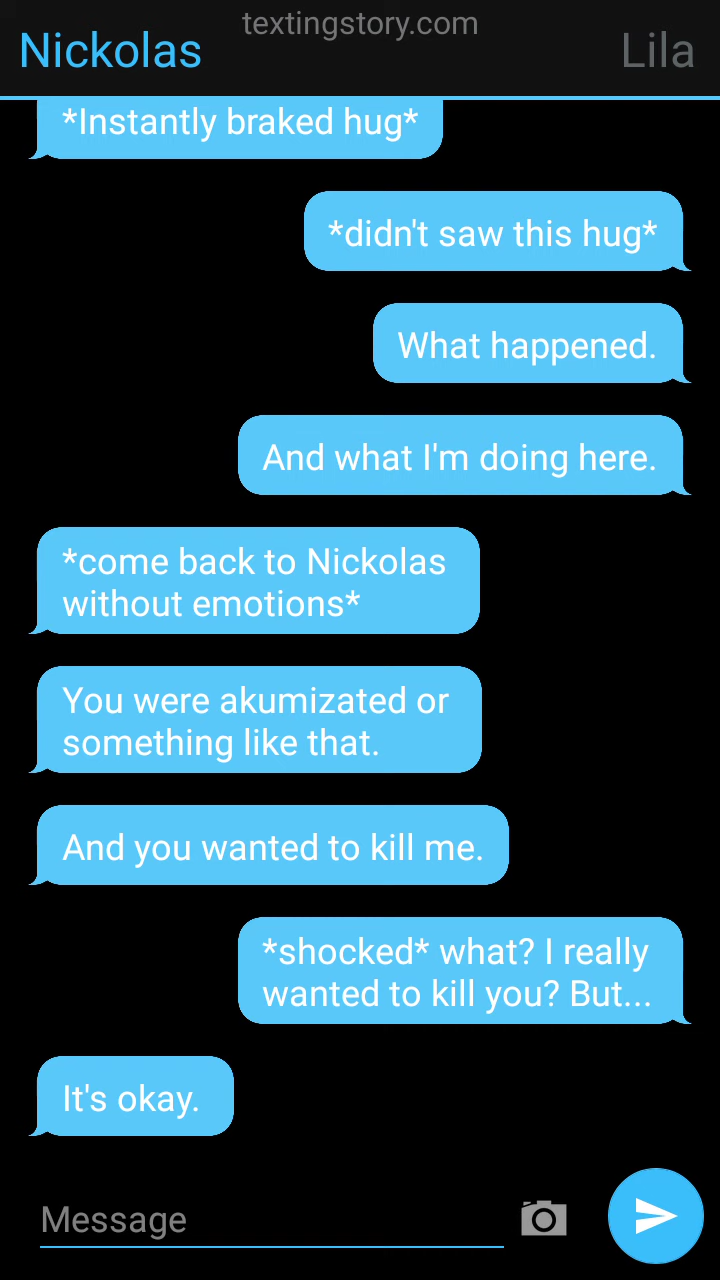 textingstory.com
Nickolas
Lila
*Instantly braked hug*
*didn't saw this hug*
What happened.
And what I'm doing here.
*come back to Nickolas
without emotions*
You were akumizated or
something like that.
And you wanted to kill me.
*shocked* what? I really
wanted to kill you? But...
It's okay.
Message